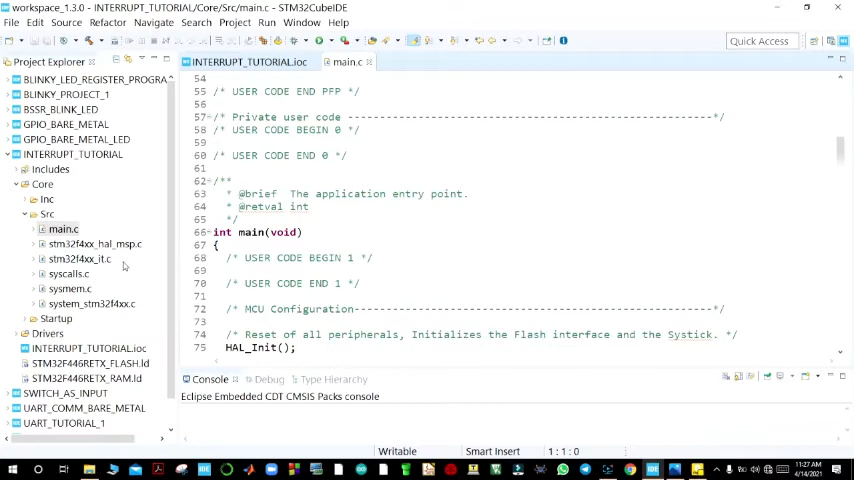 workspace_1.3.0 - INTERRUPT_TUTORIAL/Core/Src/main.c - STM32CubeIDE
File Edit Source Refactor Navigate Search Project Run Window Help
Quick Access
Project Explorer
INTERRUPT_TUTORIAL.ioc
main.c
BLINKY_LED_REGISTER_PROGRA
BLINKY_PROJECT_1
BSSR_BLINK_LED
GPIO_BARE_METAL
GPIO_BARE_METAL_LED
INTERRUPT_TUTORIAL
Includes
Core
Inc
Src
main.c
stm32f4xx_hal_msp.c
stm32f4xx_it.c
syscalls.c
sysmem.c
system_stm32f4xx.c
Startup
Drivers
INTERRUPT_TUTORIAL.ioc
STM32F446RETX_FLASH.ld
STM32F446RETX_RAM.ld
SWITCH_AS_INPUT
UART_COMM_BARE_METAL
UART_TUTORIAL_1
54
55 /* USER CODE END PFP */
56
57 /* Private user code ---------------------------------------------------------*/
58 /* USER CODE BEGIN 0 */
59
60 /* USER CODE END 0 */
61
62 /**
63 * @brief The application entry point.
64 * @retval int
65 */
66 int main(void)
67 {
68 /* USER CODE BEGIN 1 */
69
70 /* USER CODE END 1 */
71
72 /* MCU Configuration--------------------------------------------------------*/
73
74 /* Reset of all peripherals, Initializes the Flash interface and the Systick. */
75 HAL_Init();
Console Debug Type Hierarchy
Eclipse Embedded CDT CMSIS Packs console
Writable Smart Insert 1:1:0
11:27 AM
4/14/2021